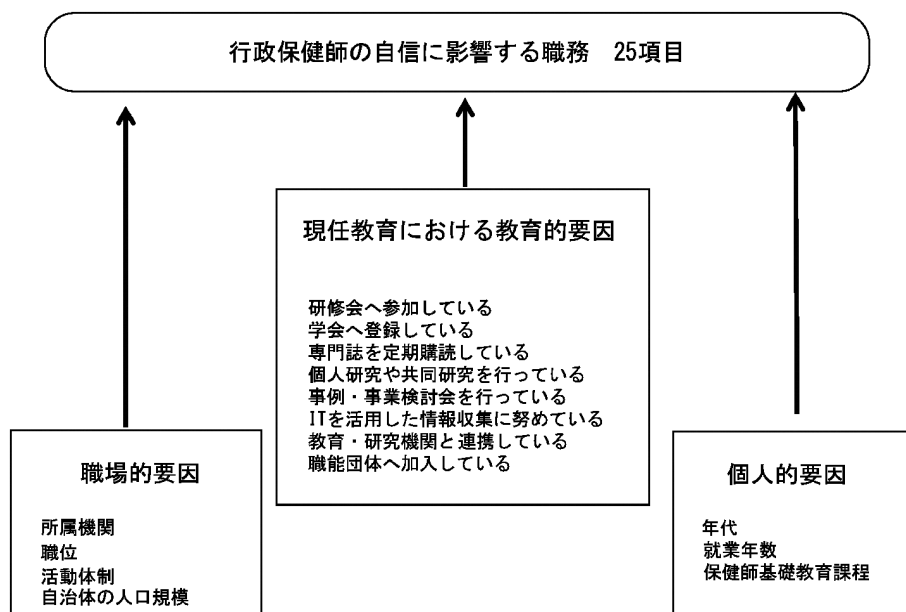 行政保健師の自信に影響する職務　25項目
現任教育における教育的要因
研修会へ参加している
学会へ登録している
専門誌を定期購読している
個人研究や共同研究を行っている
事例・事業検討会を行っている
ITを活用した情報収集に努めている
教育・研究機関と連携している
職能団体へ加入している
職場的要因
所属機関
職位
活動体制
自治体の人口規模
個人的要因
年代
就業年数
保健師基礎教育課程